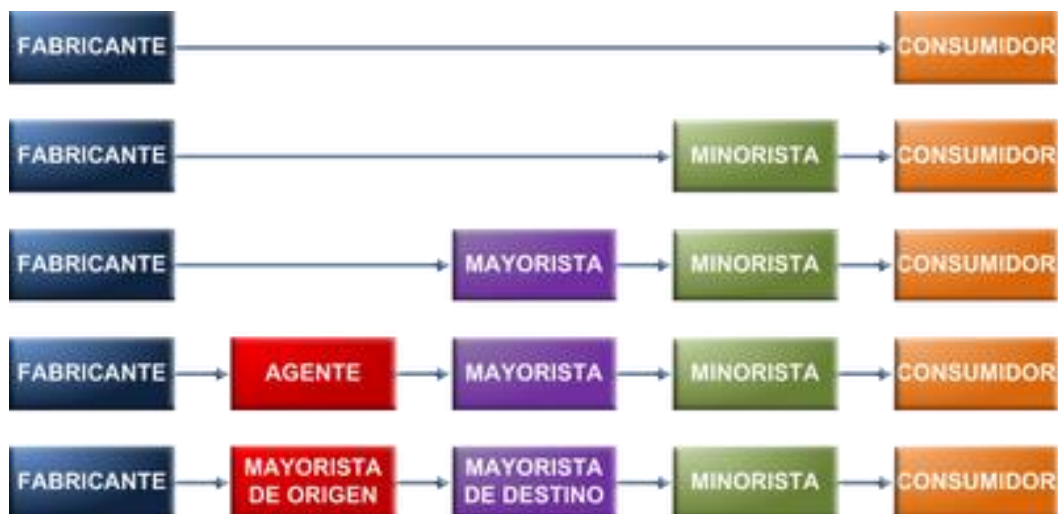 FABRICANTE CONSUMIDOR
FABRICANTE MINORISTA CONSUMIDOR
FABRICANTE MAYORISTA MINORISTA CONSUMIDOR
FABRICANTE AGENTE MAYORISTA MINORISTA CONSUMIDOR
FABRICANTE MAYORISTA DE ORIGEN MAYORISTA DE DESTINO MINORISTA CONSUMIDOR